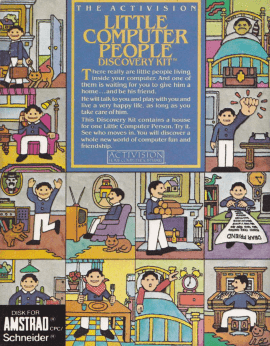 THE ACTIVISION
LITTLE
COMPUTER
PEOPLE
DISCOVERY KIT™
There really are little people living
inside your computer. And one of
them is waiting for you to give him a
home ... and be his friend.
He will talk to you and play with you and
live a very happy life, as long as you
take care of him.
This Discovery Kit contains a house
for one Little Computer Person. Try it.
See who moves in. You will discover a
whole new world of computer fun and
friendship.
ACTIVISION
DEAR FRIEND
DISK FOR
AMSTRAD ®
CPC/
Schneider ®